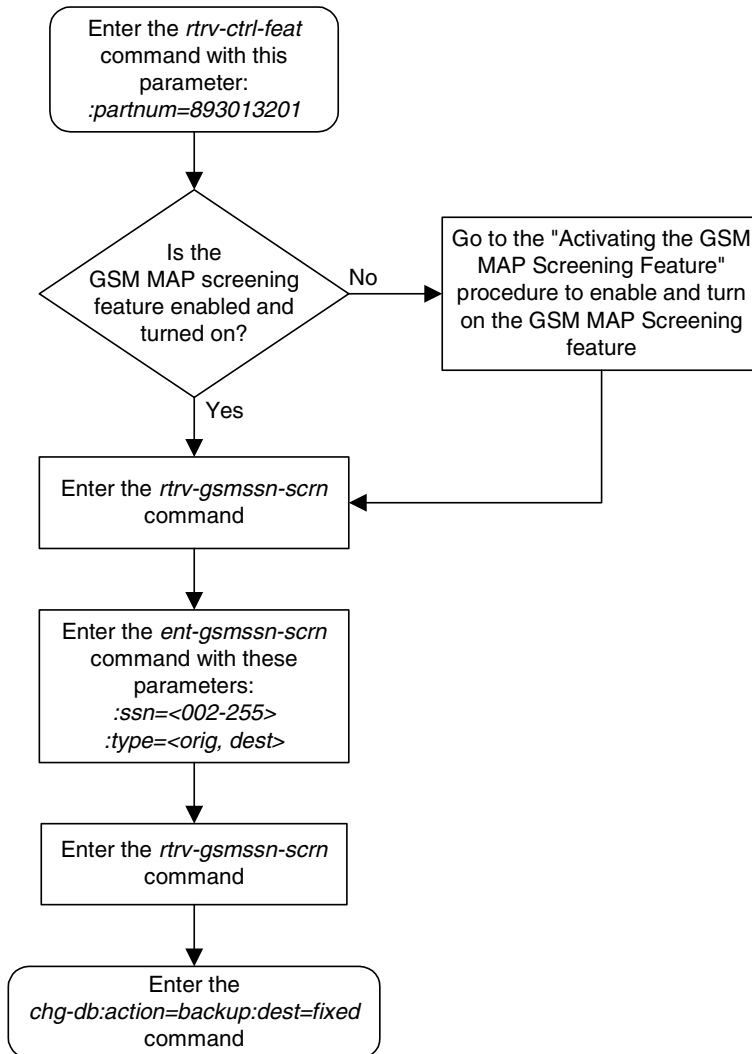 Enter the rtrv-ctrl-feat
command with this
parameter:
:partnum=893013201
Is the
GSM MAP screening
feature enabled and
turned on?
No
Go to the "Activating the GSM
MAP Screening Feature"
procedure to enable and turn
on the GSM MAP Screening
feature
Yes
Enter the rtrv-gsmssn-scrn
command
Enter the ent-gsmssn-scrn
command with these
parameters:
:ssn=<002-255>
:type=<orig, dest>
Enter the rtrv-gsmssn-scrn
command
Enter the
chg-db:action=backup:dest=fixed
command